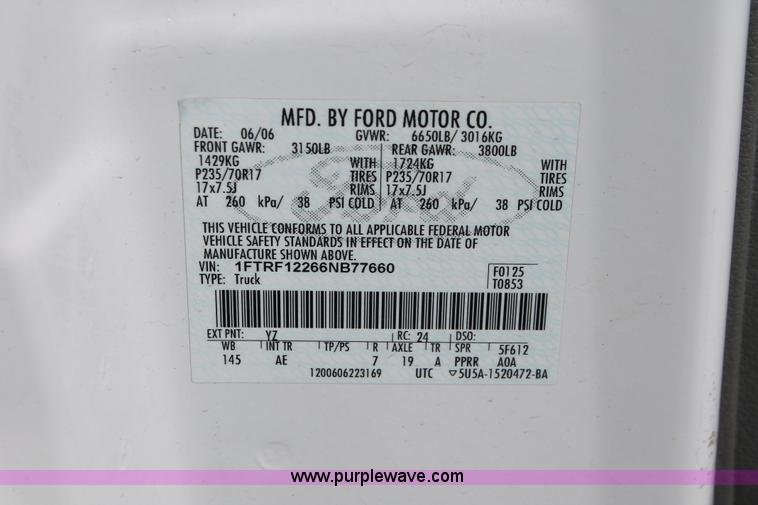 MFD. BY FORD MOTOR CO.
DATE: 06/06 GVWR: 6650LB/ 3016KG
FRONT GAWR: 3150LB REAR GAWR: 3800LB
1429KG WITH 1724KG WITH
P235/70R17 TIRES P235/70R17 TIRES
17x7.5J RIMS 17x7.5J RIMS
AT 260 kPa/ 38 PSI COLD AT 260 kPa/ 38 PSI COLD
Ford
THIS VEHICLE CONFORMS TO ALL APPLICABLE FEDERAL MOTOR
VEHICLE SAFETY STANDARDS IN EFFECT ON THE DATE OF
MANUFACTURE SHOWN ABOVE.
VIN: 1FTRF12266NB77660 F0125
TYPE: Truck T0853
EXT PNT: YZ RC: 24 DSO:
WB INT TR TP/PS R AXLE TR SPR 5F612
145 AE 7 19 A PPRR AOA
1200606223169 UTC ▽5U5A-1520472-BA
www.purplewave.com